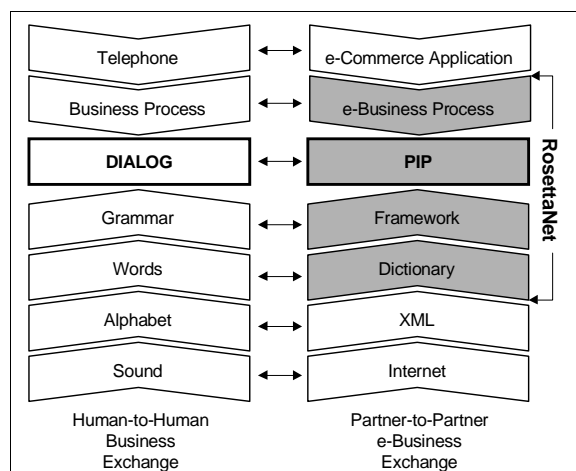 Telephone
e-Commerce Application
Business Process
e-Business Process
DIALOG
PIP
RosettaNet
Grammar
Framework
Words
Dictionary
Alphabet
XML
Sound
Internet
Human-to-Human
Business
Exchange
Partner-to-Partner
e-Business
Exchange